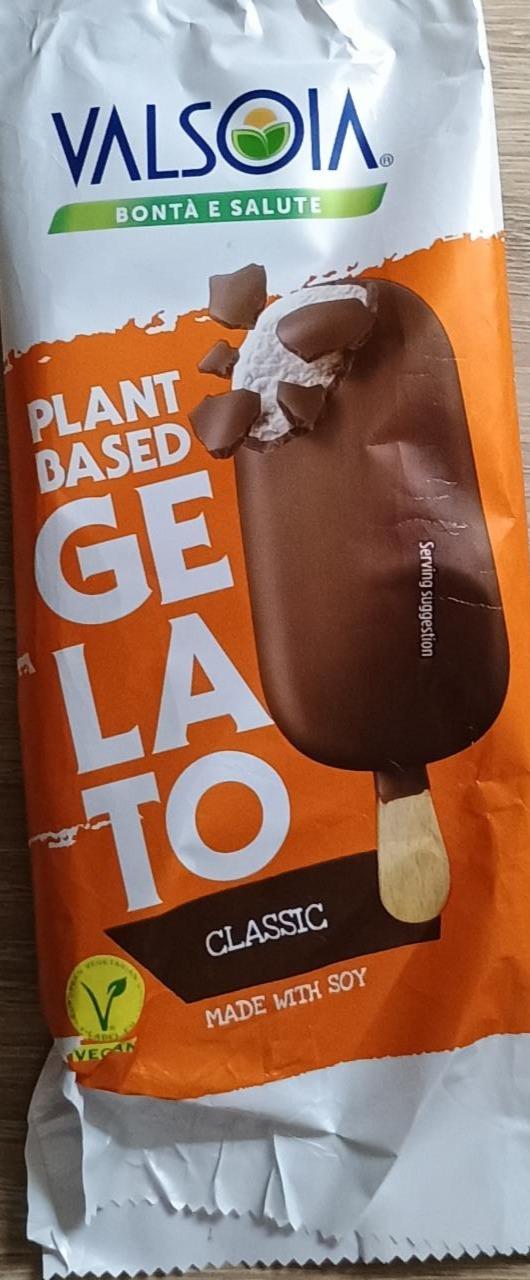 VALSOIA®
BONTÀ E SALUTE
PLANT
BASED
GE
LA
TO
Serving suggestion
CLASSIC
MADE WITH SOY
VEGAN